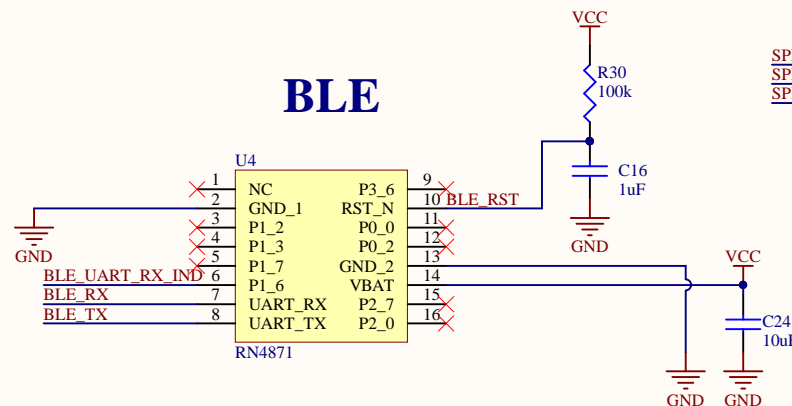 VCC
R30
100k
SP
SP
SP
BLE
U4
C16
1uF
GND
1
NC
P3_6
9
2
GND_1
RST_N
10
BLE_RST
3
P1_2
P0_0
11
4
P1_3
P0_2
12
5
P1_7
GND_2
13
GND
BLE_UART_RX_IND
6
P1_6
VBAT
14
VCC
BLE_RX
7
UART_RX
P2_7
15
BLE_TX
8
UART_TX
P2_0
16
RN4871
C24
10uF
GND
GND